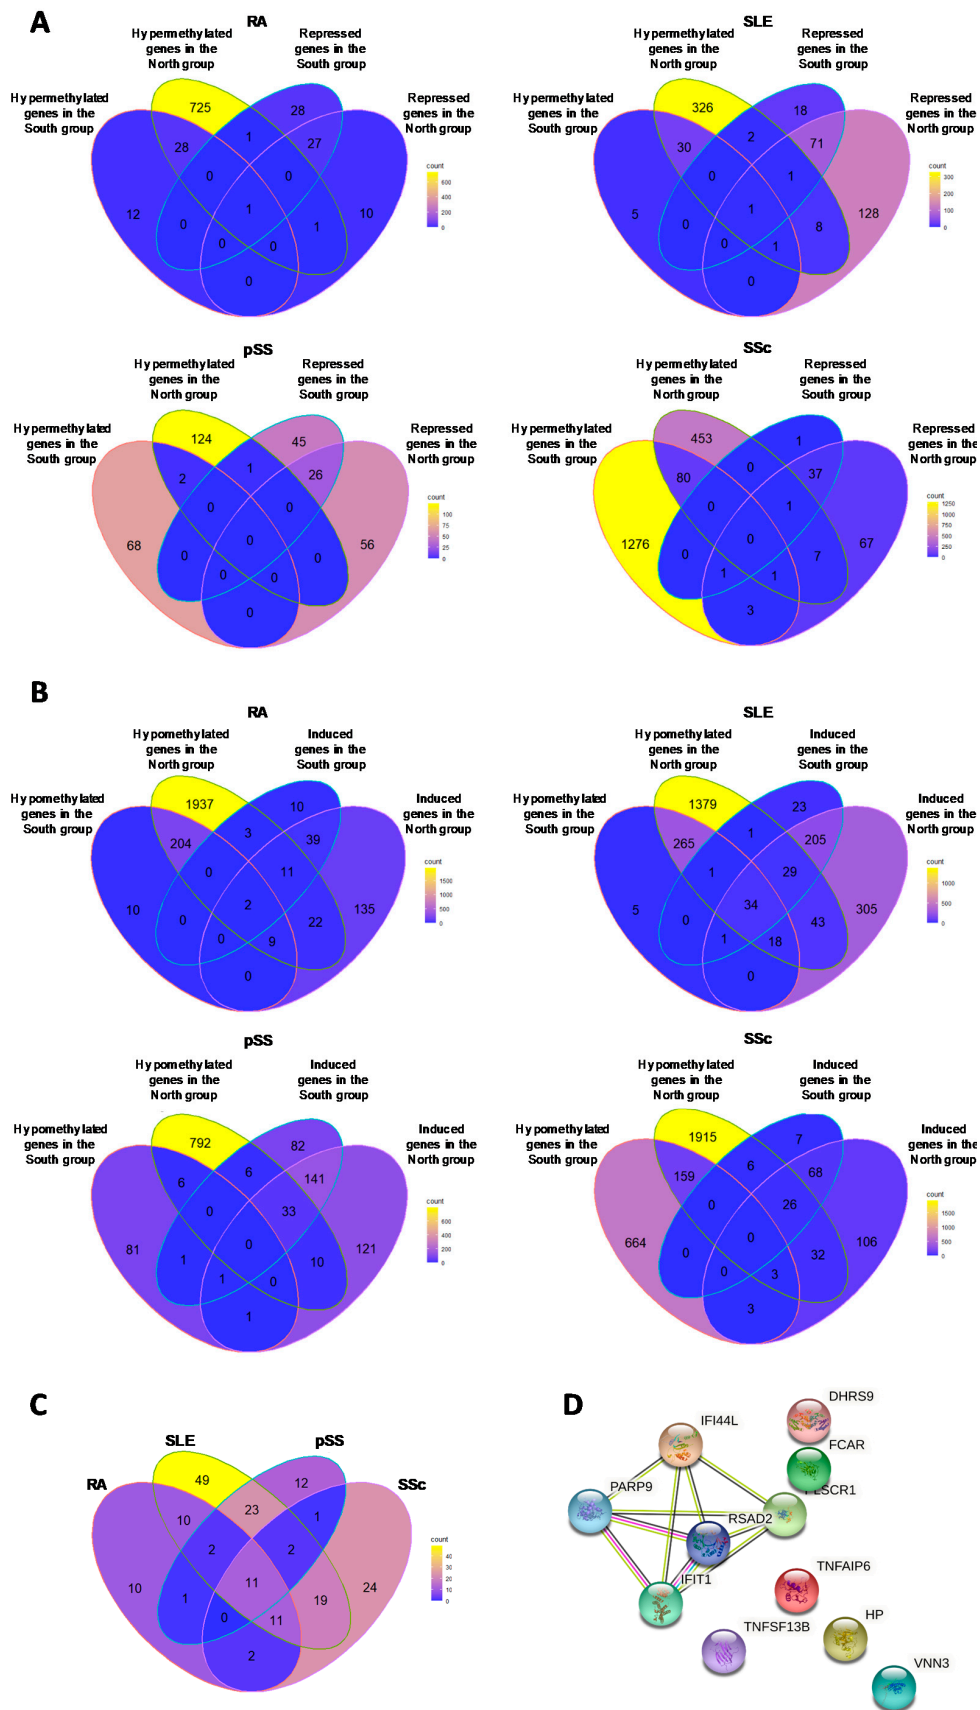 A
RA
Hypermethylated
genes in the
North group
Repressed
genes in the
South group
Hypermethylated
genes in the
South group
Repressed
genes in the
North group
725
28
1
28
27
0
0
12
10
1
0
1
0
0
0
count
600
400
200
0
SLE
Hypermethylated
genes in the
North group
Repressed
genes in the
South group
Hypermethylated
genes in the
South group
Repressed
genes in the
North group
326
18
2
30
71
0
1
5
128
1
0
8
0
1
0
count
300
200
100
0
pSS
Hypermethylated
genes in the
North group
Repressed
genes in the
South group
Hypermethylated
genes in the
South group
Repressed
genes in the
North group
124
45
1
2
26
0
0
68
56
0
0
0
0
0
0
count
100
75
50
25
0
SSc
Hypermethylated
genes in the
North group
Repressed
genes in the
South group
Hypermethylated
genes in the
South group
Repressed
genes in the
North group
453
1
0
80
37
1
1276
67
0
7
1
1
3
count
1250
1000
750
500
250
0
B
RA
Hypomethylated
genes in the
North group
Induced
genes in the
South group
Hypomethylated
genes in the
South group
Induced
genes in the
North group
1937
10
3
204
39
0
11
10
135
2
0
22
0
9
0
count
1500
1000
500
0
SLE
Hypomethylated
genes in the
North group
Induced
genes in the
South group
Hypomethylated
genes in the
South group
Induced
genes in the
North group
1379
23
1
265
205
1
29
5
305
34
0
43
1
18
0
count
1000
500
0
pSS
Hypomethylated
genes in the
North group
Induced
genes in the
South group
Hypomethylated
genes in the
South group
Induced
genes in the
North group
792
82
6
6
141
0
33
81
121
0
1
10
1
0
1
count
600
400
200
0
SSc
Hypomethylated
genes in the
North group
Induced
genes in the
South group
Hypomethylated
genes in the
South group
Induced
genes in the
North group
1915
7
6
159
68
0
26
664
106
0
32
0
3
3
count
1500
1000
500
0
C
SLE
pSS
RA
SSc
49
12
23
10
1
2
2
10
24
11
1
19
0
11
2
count
40
30
20
10
0
D
DHRS9
IFI44L
FCAR
PARP9
PLSCR1
RSAD2
TNFAIP6
IFIT1
HP
TNFSF13B
VNN3